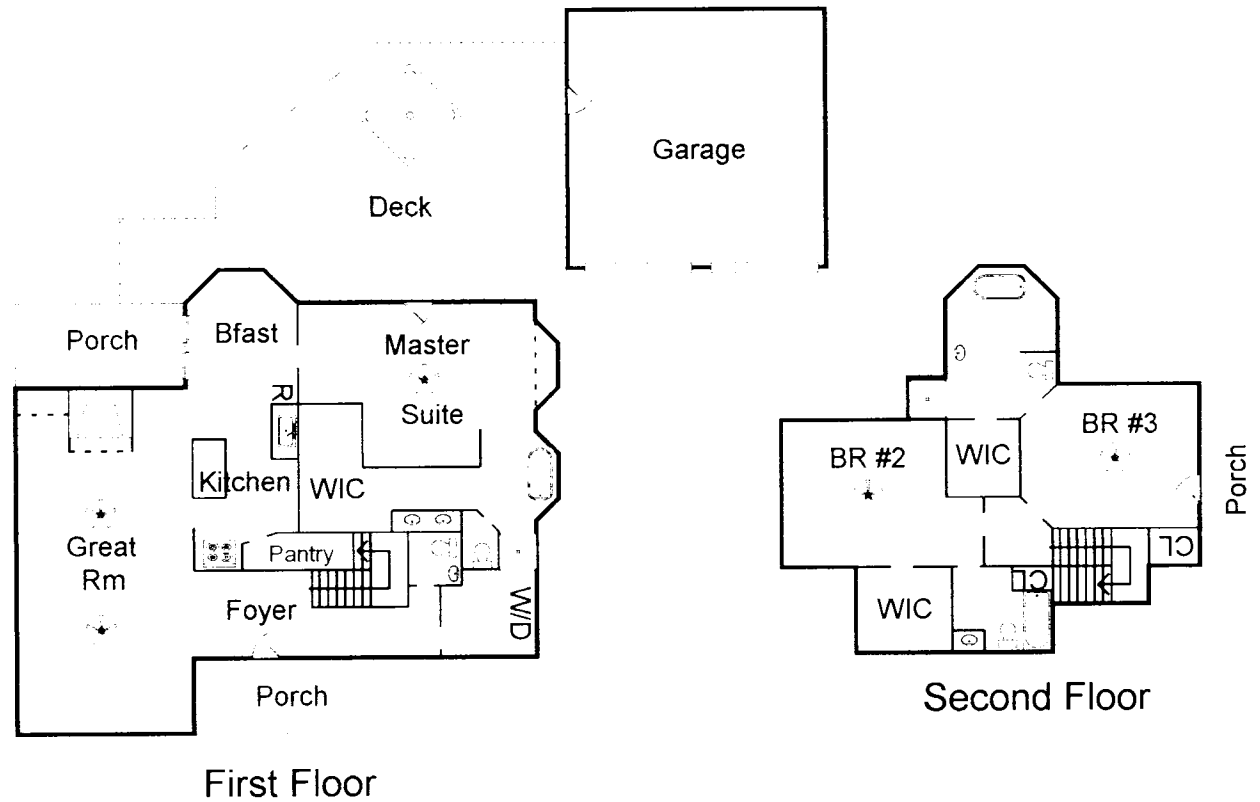 Garage
Deck
Porch
Bfast
Master
Suite
R
Kitchen
WIC
Great
Rm
Pantry
Foyer
W/D
Porch
First Floor
BR #2
WIC
BR #3
Porch
CL
CL
WIC
Second Floor